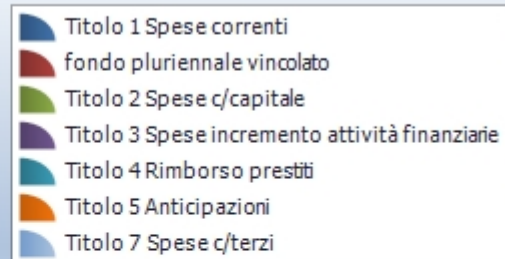 Titolo 1 Spese correnti
fondo pluriennale vincolato
Titolo 2 Spese c/capitale
Titolo 3 Spese incremento attività finanziarie
Titolo 4 Rimborso prestiti
Titolo 5 Anticipazioni
Titolo 7 Spese c/terzi